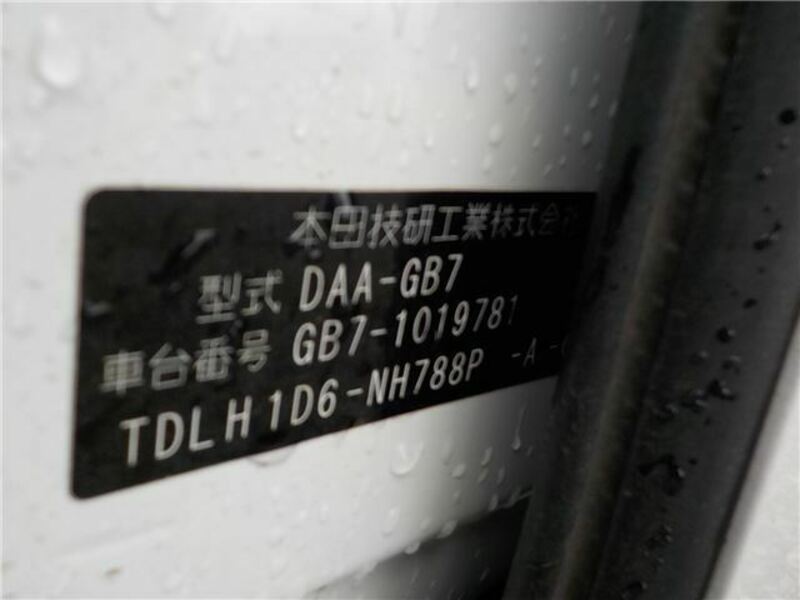 本田技研工業株式会
型式 DAA-GB7
車台番号 GB7-1019781
TDLH1D6-NH788P -A -